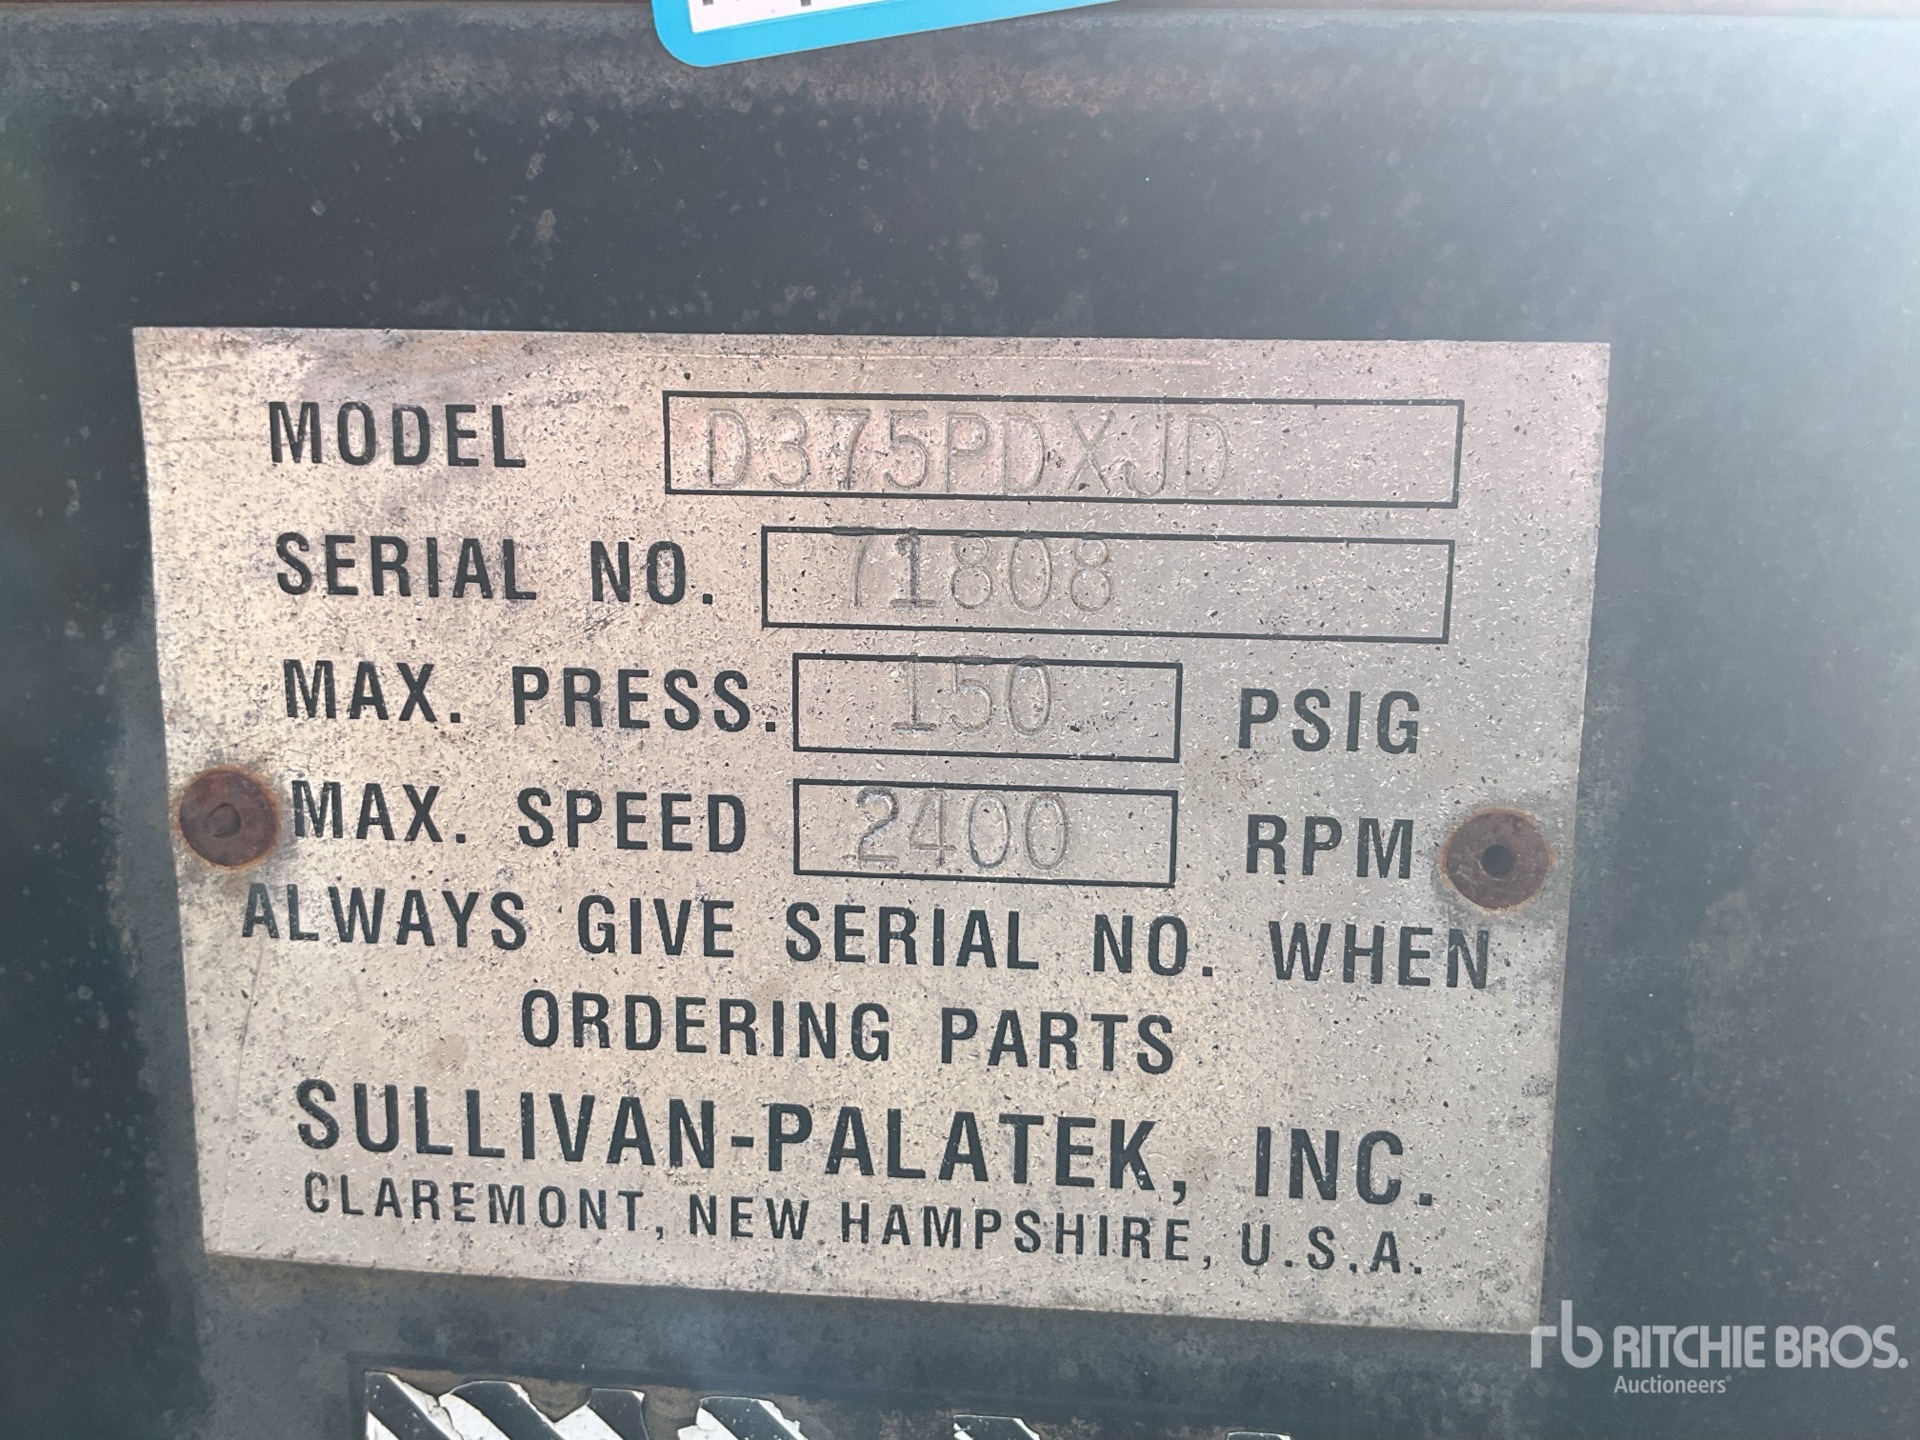 MODEL D375PDXJD
SERIAL NO. 71808
MAX. PRESS. 150 PSIG
MAX. SPEED 2400 RPM
ALWAYS GIVE SERIAL NO. WHEN
ORDERING PARTS
SULLIVAN-PALATEK, INC.
CLAREMONT, NEW HAMPSHIRE, U.S.A.
rb RITCHIE BROS.
Auctioneers